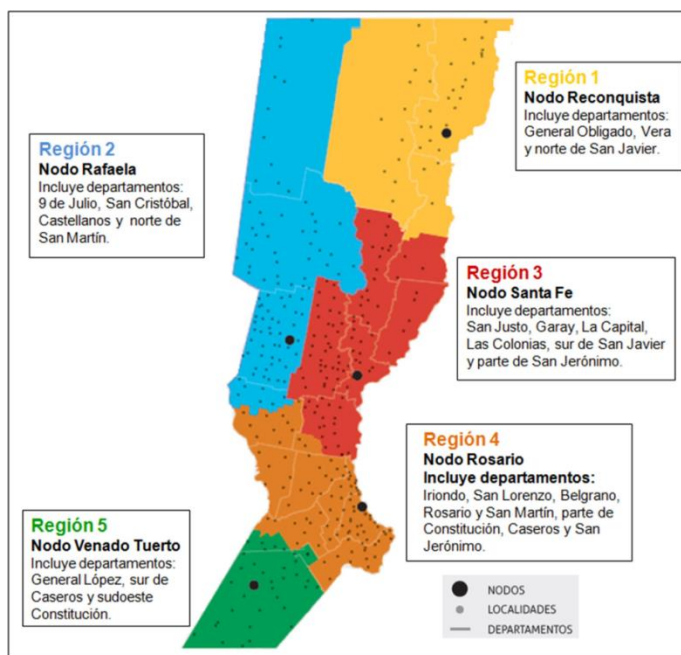 Región 1
Nodo Reconquista
Incluye departamentos:
General Obligado, Vera
y norte de San Javier.
Región 2
Nodo Rafaela
Incluye departamentos:
9 de Julio, San Cristóbal,
Castellanos y norte de
San Martín.
Región 3
Nodo Santa Fe
Incluye departamentos:
San Justo, Garay, La Capital,
Las Colonias, sur de San Javier
y parte de San Jerónimo.
Región 4
Nodo Rosario
Incluye departamentos:
Iriondo, San Lorenzo, Belgrano,
Rosario y San Martín, parte de
Constitución, Caseros y San
Jerónimo.
Región 5
Nodo Venado Tuerto
Incluye departamentos:
General López, sur de
Caseros y sudoeste
Constitución.
NODOS
LOCALIDADES
DEPARTAMENTOS